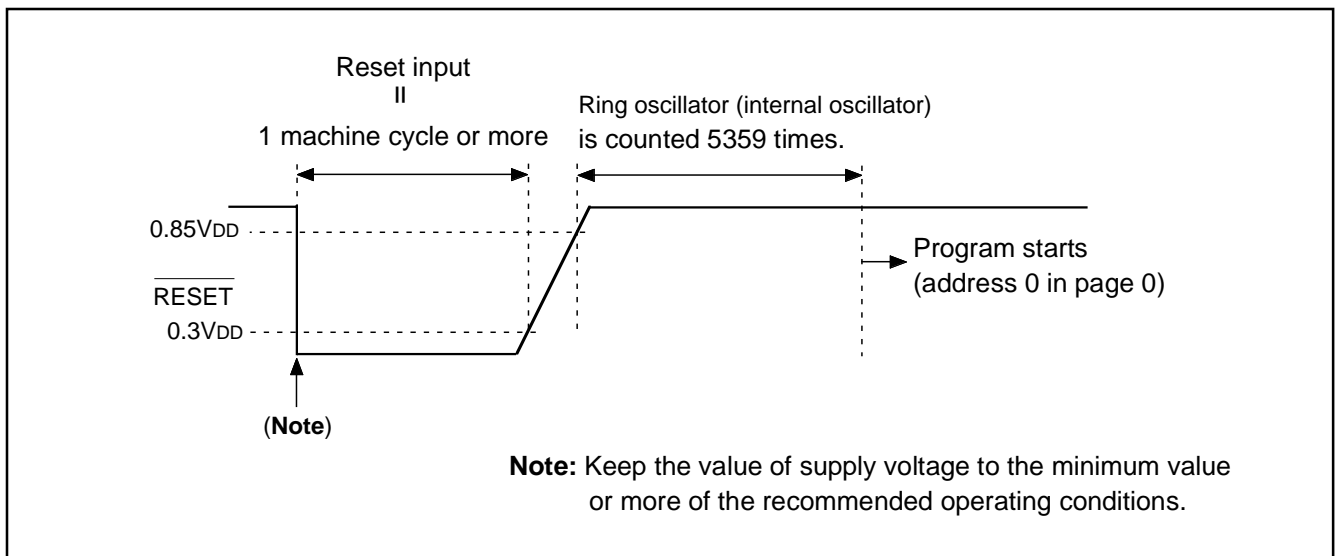 Reset input
=
1 machine cycle or more
Ring oscillator (internal oscillator)
is counted 5359 times.
0.85VDD
Program starts
(address 0 in page 0)
RESET
0.3VDD
(Note)
Note: Keep the value of supply voltage to the minimum value
or more of the recommended operating conditions.